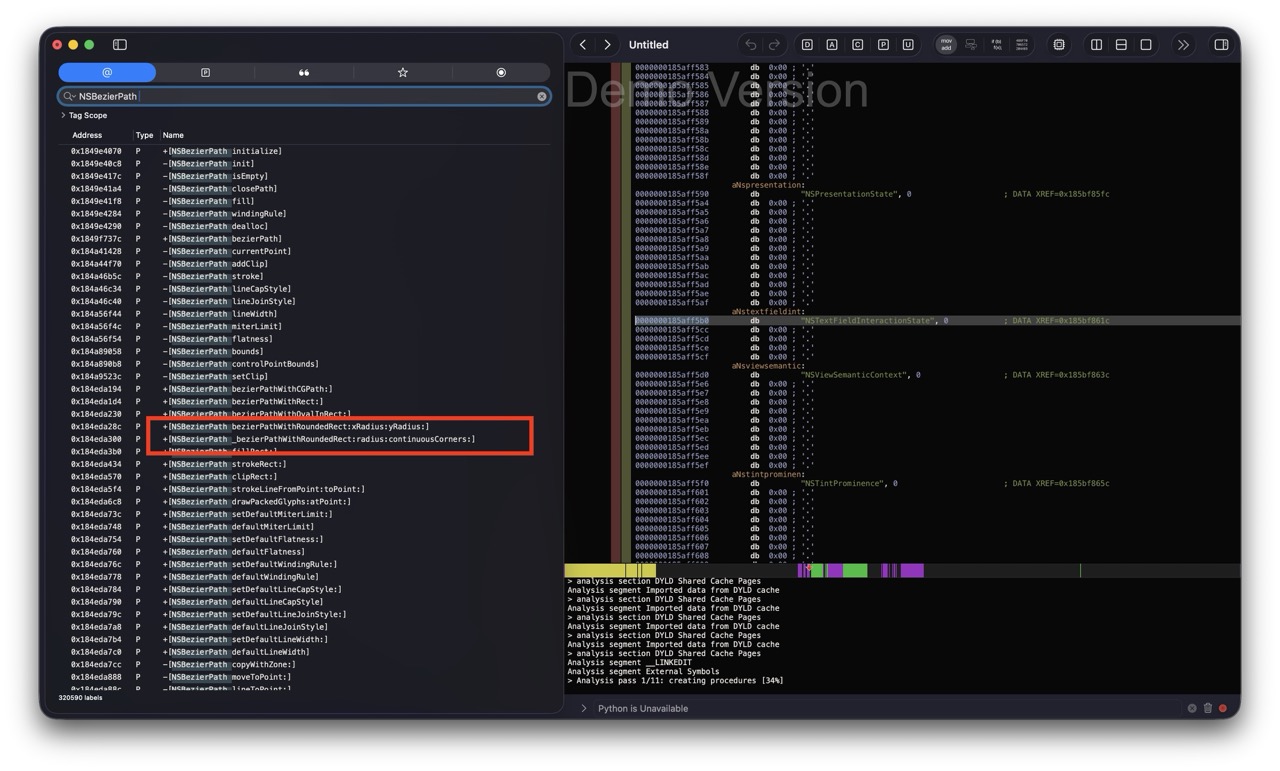 Untitled
D A C P U
mov
add
if (b)
f(x)
@ P
NSBezierPath
Tag Scope
Address Type Name
0x1849e4070 P +[NSBezierPath initialize]
0x1849e40c8 P -[NSBezierPath init]
0x1849e417c P -[NSBezierPath isEmpty]
0x1849e41a4 P -[NSBezierPath closePath]
0x1849e41f8 P -[NSBezierPath fill]
0x1849e4284 P -[NSBezierPath windingRule]
0x1849e4290 P -[NSBezierPath dealloc]
0x1849f737c P +[NSBezierPath bezierPath]
0x184a41428 P -[NSBezierPath currentPoint]
0x184a44f70 P -[NSBezierPath addClip]
0x184a46b5c P -[NSBezierPath stroke]
0x184a46c34 P -[NSBezierPath lineCapStyle]
0x184a46c40 P -[NSBezierPath lineJoinStyle]
0x184a56f44 P -[NSBezierPath lineWidth]
0x184a56f4c P -[NSBezierPath miterLimit]
0x184a56f54 P -[NSBezierPath flatness]
0x184a89058 P -[NSBezierPath bounds]
0x184a890b8 P -[NSBezierPath controlPointBounds]
0x184a9523c P -[NSBezierPath setClip]
0x184eda194 P +[NSBezierPath bezierPathWithCGPath:]
0x184eda1d4 P +[NSBezierPath bezierPathWithRect:]
0x184eda230 P +[NSBezierPath bezierPathWithOvalInRect:]
0x184eda28c P +[NSBezierPath bezierPathWithRoundedRect:xRadius:yRadius:]
0x184eda300 P +[NSBezierPath _bezierPathWithRoundedRect:radius:continuousCorners:]
0x184eda3b0 P +[NSBezierPath fillRect:]
0x184eda434 P +[NSBezierPath strokeRect:]
0x184eda570 P +[NSBezierPath clipRect:]
0x184eda5f4 P +[NSBezierPath strokeLineFromPoint:toPoint:]
0x184eda6c8 P +[NSBezierPath drawPackedGlyphs:atPoint:]
0x184eda73c P +[NSBezierPath setDefaultMiterLimit:]
0x184eda748 P +[NSBezierPath defaultMiterLimit]
0x184eda754 P +[NSBezierPath setDefaultFlatness:]
0x184eda760 P +[NSBezierPath defaultFlatness]
0x184eda76c P +[NSBezierPath setDefaultWindingRule:]
0x184eda778 P +[NSBezierPath defaultWindingRule]
0x184eda784 P +[NSBezierPath setDefaultLineCapStyle:]
0x184eda790 P +[NSBezierPath defaultLineCapStyle]
0x184eda79c P +[NSBezierPath setDefaultLineJoinStyle:]
0x184eda7a8 P +[NSBezierPath defaultLineJoinStyle]
0x184eda7b4 P +[NSBezierPath setDefaultLineWidth:]
0x184eda7c0 P +[NSBezierPath defaultLineWidth]
0x184eda7cc P -[NSBezierPath copyWithZone:]
0x184eda888 P -[NSBezierPath moveToPoint:]
0x184eda88c P -[NSBezierPath lineToPoint:]
320590 labels
Demo Version
0000000185aff583 db 0x00 ; '.'
0000000185aff584 db 0x00 ; '.'
0000000185aff585 db 0x00 ; '.'
0000000185aff586 db 0x00 ; '.'
0000000185aff587 db 0x00 ; '.'
0000000185aff588 db 0x00 ; '.'
0000000185aff589 db 0x00 ; '.'
0000000185aff58a db 0x00 ; '.'
0000000185aff58b db 0x00 ; '.'
0000000185aff58c db 0x00 ; '.'
0000000185aff58d db 0x00 ; '.'
0000000185aff58e db 0x00 ; '.'
0000000185aff58f db 0x00 ; '.'
aNspresentation:
0000000185aff590 db "NSPresentationState", 0 ; DATA XREF=0x185bf85fc
0000000185aff5a4 db 0x00 ; '.'
0000000185aff5a5 db 0x00 ; '.'
0000000185aff5a6 db 0x00 ; '.'
0000000185aff5a7 db 0x00 ; '.'
0000000185aff5a8 db 0x00 ; '.'
0000000185aff5a9 db 0x00 ; '.'
0000000185aff5aa db 0x00 ; '.'
0000000185aff5ab db 0x00 ; '.'
0000000185aff5ac db 0x00 ; '.'
0000000185aff5ad db 0x00 ; '.'
0000000185aff5ae db 0x00 ; '.'
0000000185aff5af db 0x00 ; '.'
aNstextfieldint:
0000000185aff5b0 db "NSTextFieldInteractionState", 0 ; DATA XREF=0x185bf861c
0000000185aff5cc db 0x00 ; '.'
0000000185aff5cd db 0x00 ; '.'
0000000185aff5ce db 0x00 ; '.'
0000000185aff5cf db 0x00 ; '.'
aNsviewsemantic:
0000000185aff5d0 db "NSViewSemanticContext", 0 ; DATA XREF=0x185bf863c
0000000185aff5e6 db 0x00 ; '.'
0000000185aff5e7 db 0x00 ; '.'
0000000185aff5e8 db 0x00 ; '.'
0000000185aff5e9 db 0x00 ; '.'
0000000185aff5ea db 0x00 ; '.'
0000000185aff5eb db 0x00 ; '.'
0000000185aff5ec db 0x00 ; '.'
0000000185aff5ed db 0x00 ; '.'
0000000185aff5ee db 0x00 ; '.'
0000000185aff5ef db 0x00 ; '.'
aNstintprominen:
0000000185aff5f0 db "NSTintProminence", 0 ; DATA XREF=0x185bf865c
0000000185aff601 db 0x00 ; '.'
0000000185aff602 db 0x00 ; '.'
0000000185aff603 db 0x00 ; '.'
0000000185aff604 db 0x00 ; '.'
0000000185aff605 db 0x00 ; '.'
0000000185aff606 db 0x00 ; '.'
0000000185aff607 db 0x00 ; '.'
0000000185aff608 db 0x00 ; '.'
> analysis section DYLD Shared Cache Pages
Analysis segment Imported data from DYLD cache
> analysis section DYLD Shared Cache Pages
Analysis segment Imported data from DYLD cache
> analysis section DYLD Shared Cache Pages
Analysis segment Imported data from DYLD cache
> analysis section DYLD Shared Cache Pages
Analysis segment Imported data from DYLD cache
> analysis section DYLD Shared Cache Pages
Analysis segment __LINKEDIT
Analysis segment External Symbols
> Analysis pass 1/11: creating procedures [34%]
> Python is Unavailable